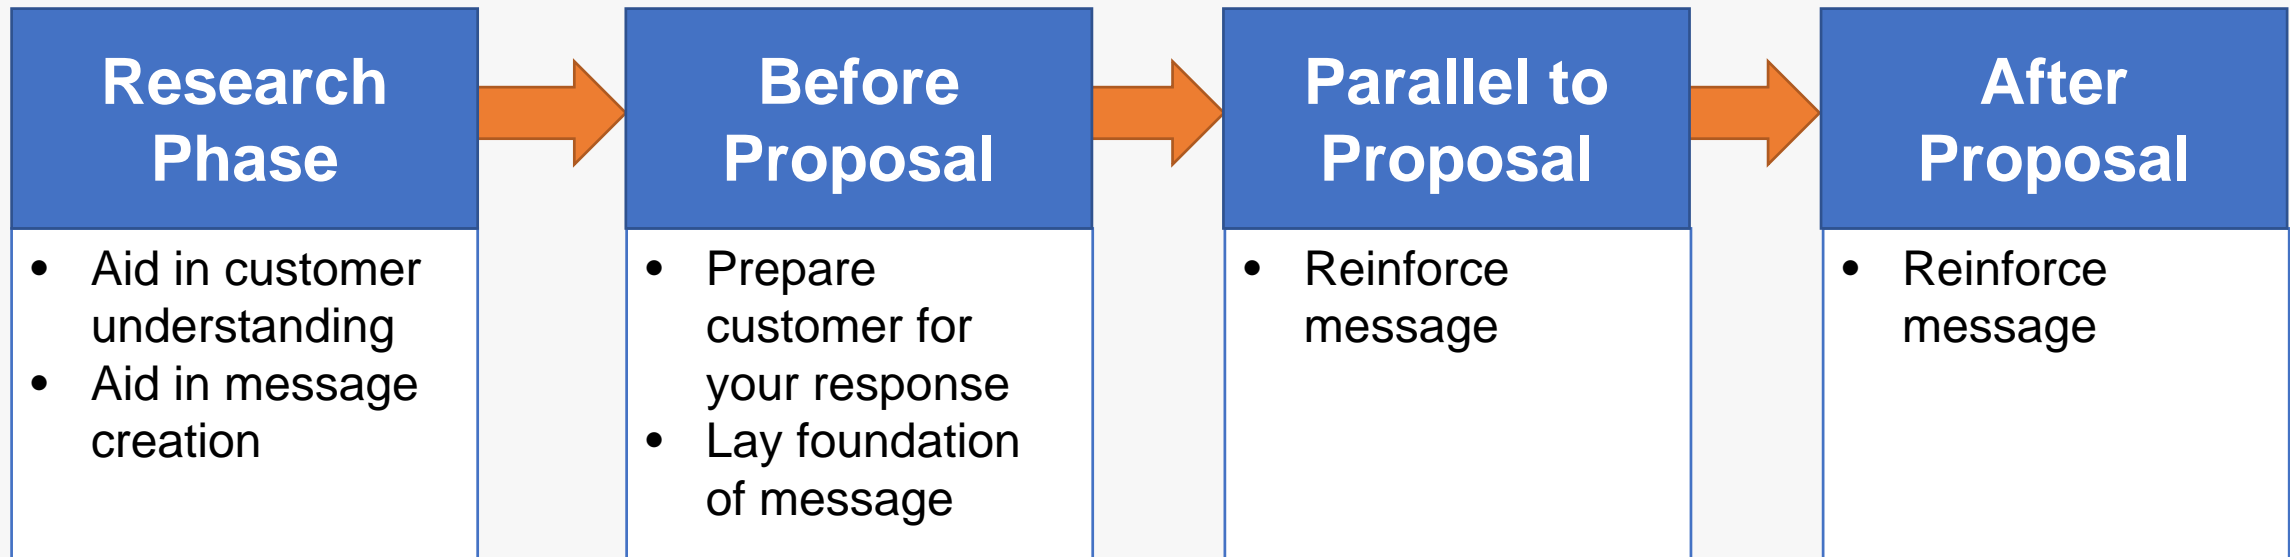 Research
Phase
• Aid in customer
understanding
• Aid in message
creation
Before
Proposal
• Prepare
customer for
your response
• Lay foundation
of message
Parallel to
Proposal
• Reinforce
message
After
Proposal
• Reinforce
message